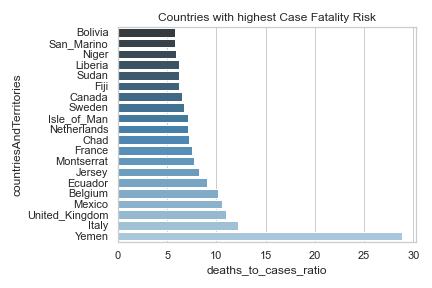 Countries with highest Case Fatality Risk
countriesAndTerritories
Bolivia
San_Marino
Niger
Liberia
Sudan
Fiji
Canada
Sweden
Isle_of_Man
Netherlands
Chad
France
Montserrat
Jersey
Ecuador
Belgium
Mexico
United_Kingdom
Italy
Yemen
0 5 10 15 20 25 30
deaths_to_cases_ratio